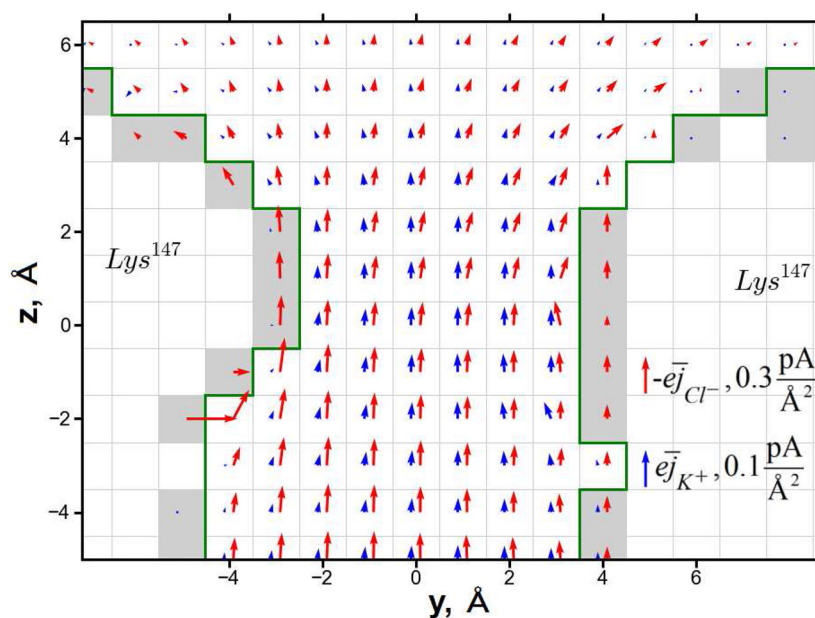 6
4
2
0
−2
−4
z, Å
Lys¹⁴⁷
Lys¹⁴⁷
-ej̅_{Cl⁻}, 0.3 pA/Å²
ej̅_{K⁺}, 0.1 pA/Å²
−4 −2 0 2 4 6
y, Å